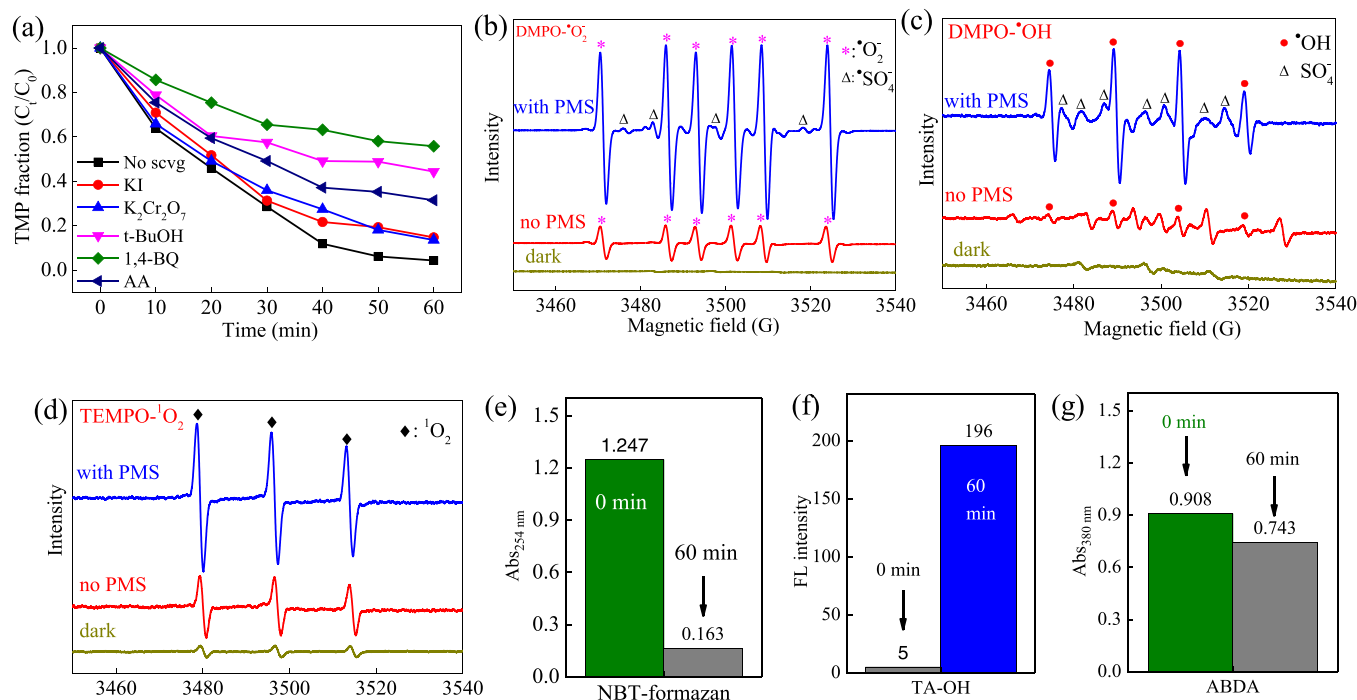 (a)
TMP fraction (Cₜ/C₀)
1.0
0.8
0.6
0.4
0.2
0.0
No scvg
KI
K₂Cr₂O₇
t-BuOH
1,4-BQ
AA
0 10 20 30 40 50 60
Time (min)
(b)
DMPO-•O₂⁻
*:•O₂⁻
Δ:•SO₄⁻
* * * * * *
with PMS
Δ Δ Δ Δ
Intensity
no PMS
* * * * * *
dark
3460 3480 3500 3520 3540
Magnetic field (G)
(c)
DMPO-•OH
•OH
Δ SO₄⁻
with PMS
Δ Δ Δ Δ Δ Δ Δ
Intensity
no PMS
dark
3460 3480 3500 3520 3540
Magnetic field (G)
(d)
TEMPO-¹O₂
♦: ¹O₂
with PMS
Intensity
no PMS
dark
3460 3480 3500 3520 3540
(e)
Abs₂₅₄ ₙₘ
1.5
1.2
0.9
0.6
0.3
0.0
1.247
0 min
60 min
0.163
NBT-formazan
(f)
FL intensity
200
150
100
50
0
196
60
min
0 min
5
TA-OH
(g)
Abs₃₈₀ ₙₘ
1.5
1.2
0.9
0.6
0.3
0.0
0 min
60 min
0.908
0.743
ABDA